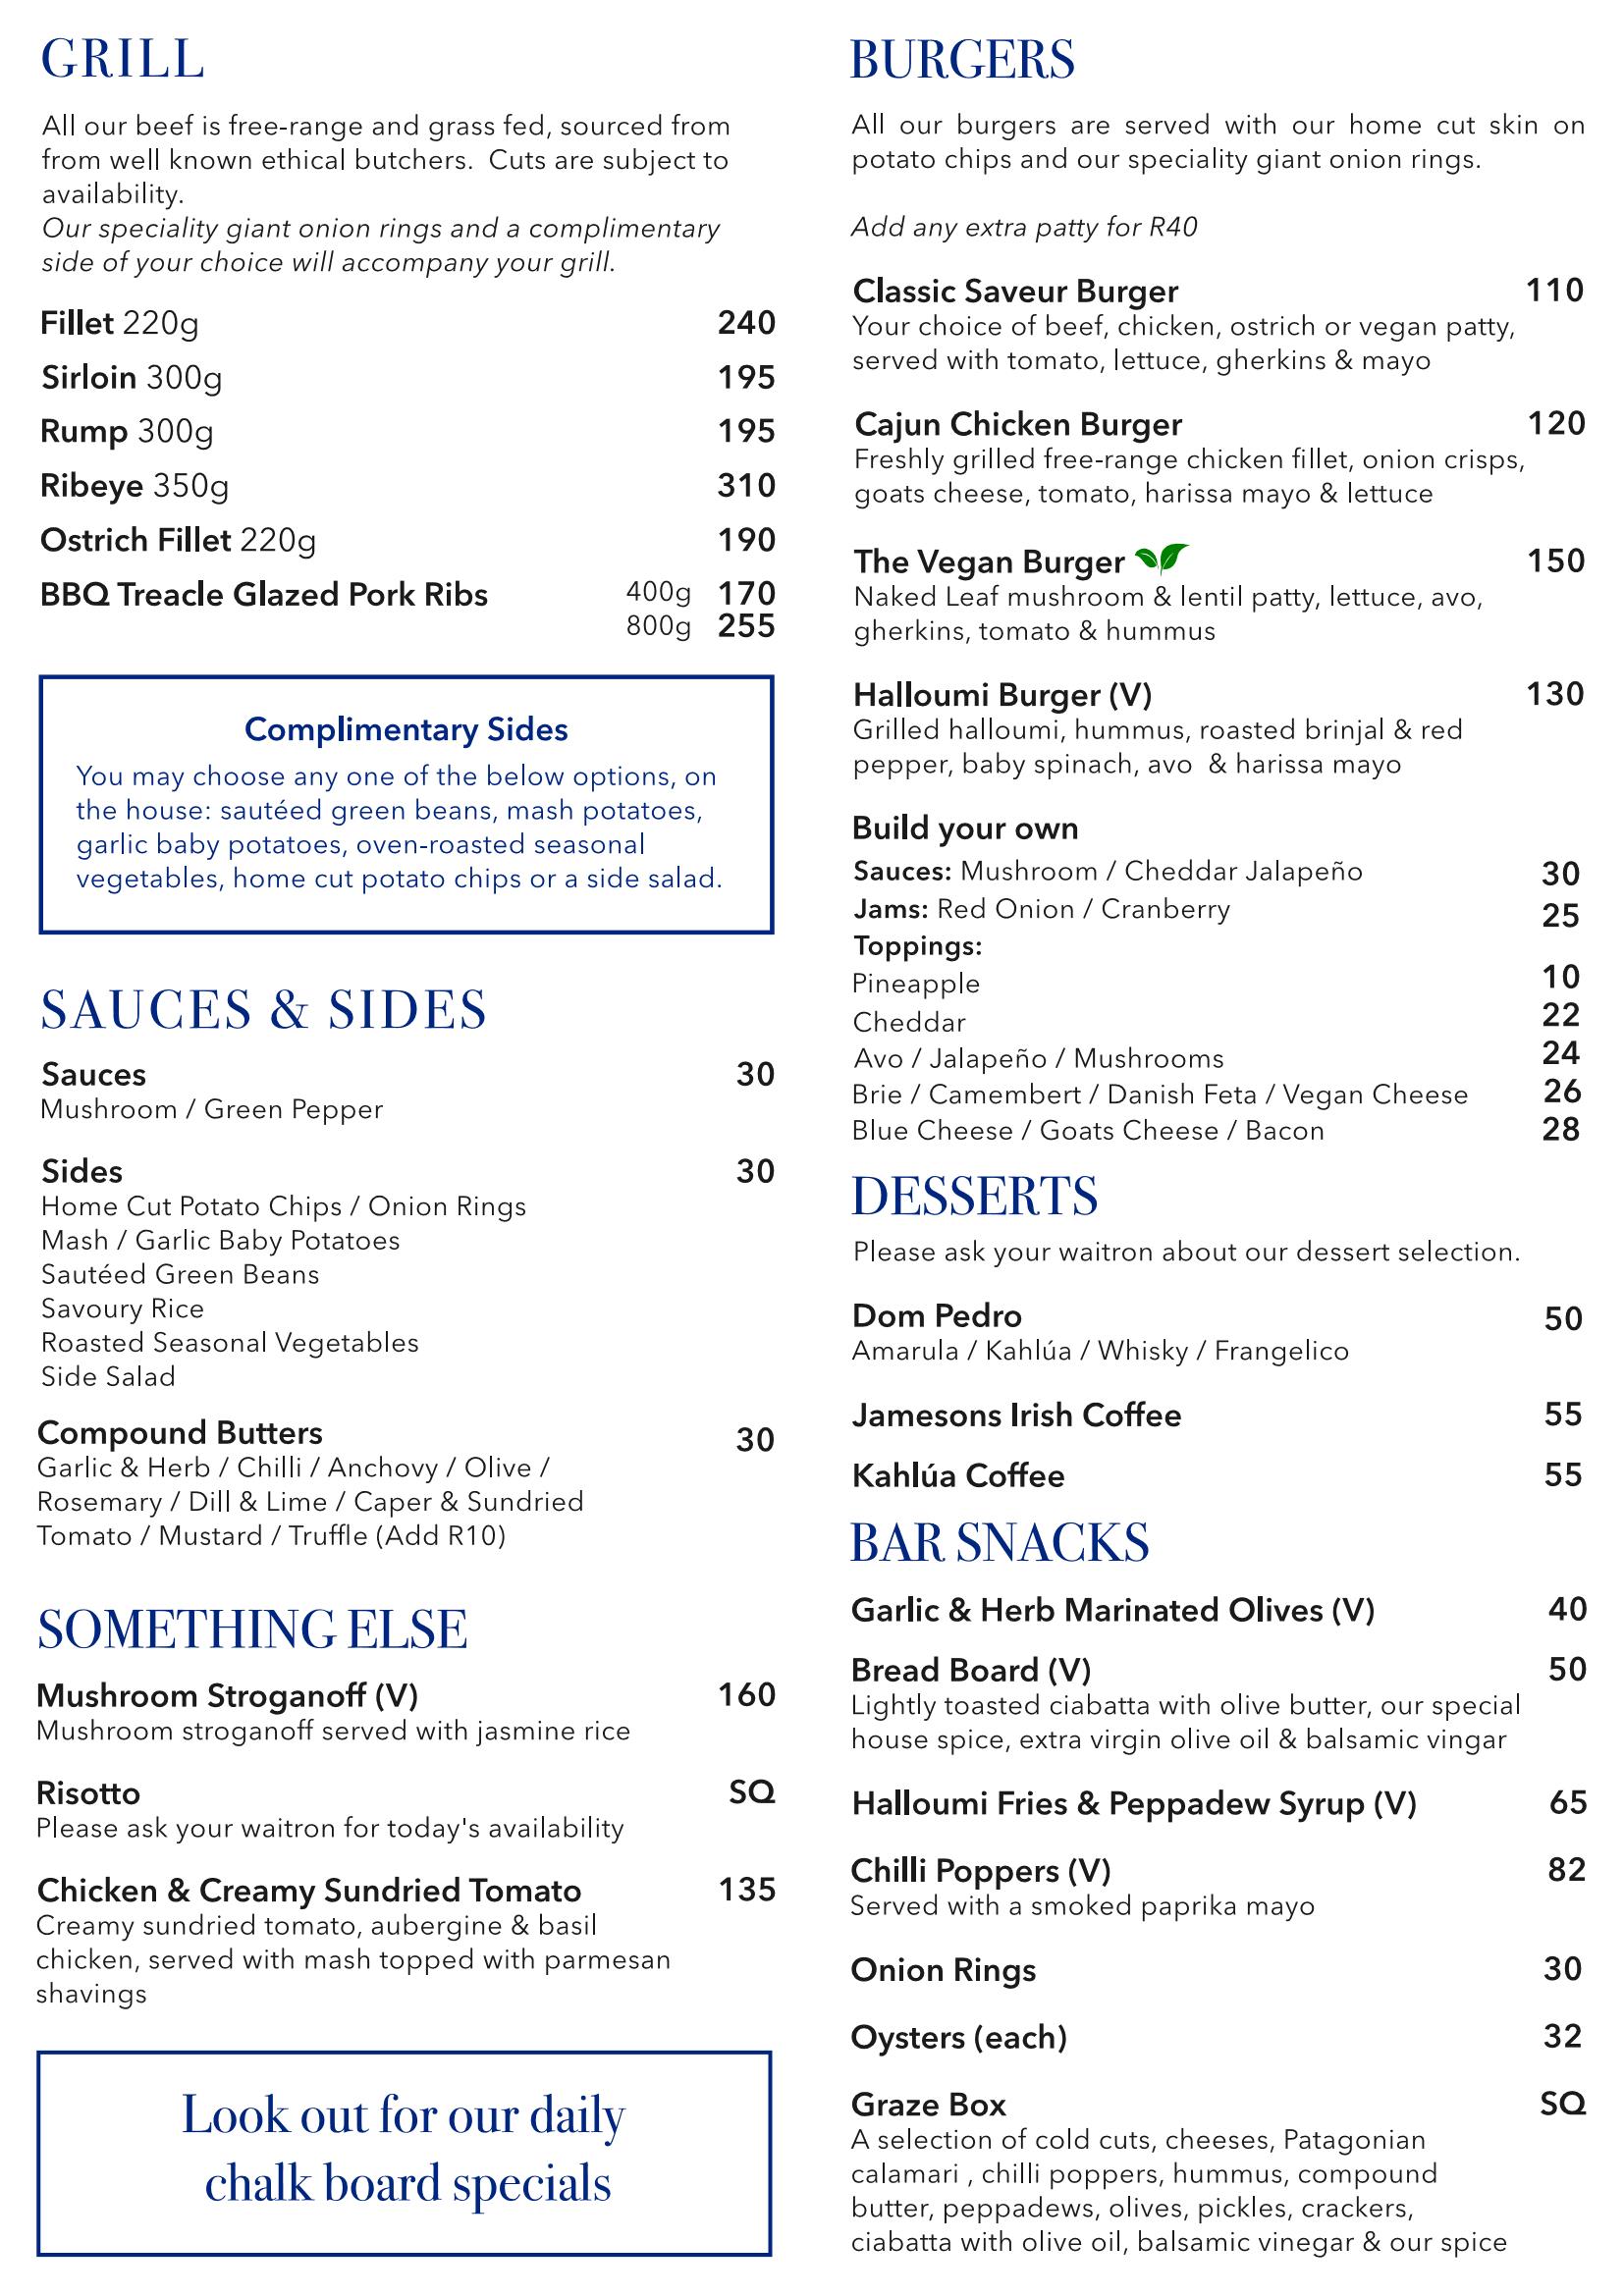 GRILL
All our beef is free-range and grass fed, sourced from
from well known ethical butchers.  Cuts are subject to
availability.
Our speciality giant onion rings and a complimentary
side of your choice will accompany your grill.
Fillet 220g 240
Sirloin 300g 195
Rump 300g 195
Ribeye 350g 310
Ostrich Fillet 220g 190
BBQ Treacle Glazed Pork Ribs 400g 170
800g 255
Complimentary Sides
You may choose any one of the below options, on
the house: sautéed green beans, mash potatoes,
garlic baby potatoes, oven-roasted seasonal
vegetables, home cut potato chips or a side salad.
SAUCES & SIDES
Sauces 30
Mushroom / Green Pepper
Sides 30
Home Cut Potato Chips / Onion Rings
Mash / Garlic Baby Potatoes
Sautéed Green Beans
Savoury Rice
Roasted Seasonal Vegetables
Side Salad
Compound Butters 30
Garlic & Herb / Chilli / Anchovy / Olive /
Rosemary / Dill & Lime / Caper & Sundried
Tomato / Mustard / Truffle (Add R10)
SOMETHING ELSE
Mushroom Stroganoff (V) 160
Mushroom stroganoff served with jasmine rice
Risotto SQ
Please ask your waitron for today's availability
Chicken & Creamy Sundried Tomato 135
Creamy sundried tomato, aubergine & basil
chicken, served with mash topped with parmesan
shavings
Look out for our daily
chalk board specials
BURGERS
All our burgers are served with our home cut skin on
potato chips and our speciality giant onion rings.
Add any extra patty for R40
Classic Saveur Burger 110
Your choice of beef, chicken, ostrich or vegan patty,
served with tomato, lettuce, gherkins & mayo
Cajun Chicken Burger 120
Freshly grilled free-range chicken fillet, onion crisps,
goats cheese, tomato, harissa mayo & lettuce
The Vegan Burger 150
Naked Leaf mushroom & lentil patty, lettuce, avo,
gherkins, tomato & hummus
Halloumi Burger (V) 130
Grilled halloumi, hummus, roasted brinjal & red
pepper, baby spinach, avo  & harissa mayo
Build your own
Sauces: Mushroom / Cheddar Jalapeño 30
Jams: Red Onion / Cranberry 25
Toppings:
Pineapple 10
Cheddar 22
Avo / Jalapeño / Mushrooms 24
Brie / Camembert / Danish Feta / Vegan Cheese 26
Blue Cheese / Goats Cheese / Bacon 28
DESSERTS
Please ask your waitron about our dessert selection.
Dom Pedro 50
Amarula / Kahlúa / Whisky / Frangelico
Jamesons Irish Coffee 55
Kahlúa Coffee 55
BAR SNACKS
Garlic & Herb Marinated Olives (V) 40
Bread Board (V) 50
Lightly toasted ciabatta with olive butter, our special
house spice, extra virgin olive oil & balsamic vingar
Halloumi Fries & Peppadew Syrup (V) 65
Chilli Poppers (V) 82
Served with a smoked paprika mayo
Onion Rings 30
Oysters (each) 32
Graze Box SQ
A selection of cold cuts, cheeses, Patagonian
calamari , chilli poppers, hummus, compound
butter, peppadews, olives, pickles, crackers,
ciabatta with olive oil, balsamic vinegar & our spice